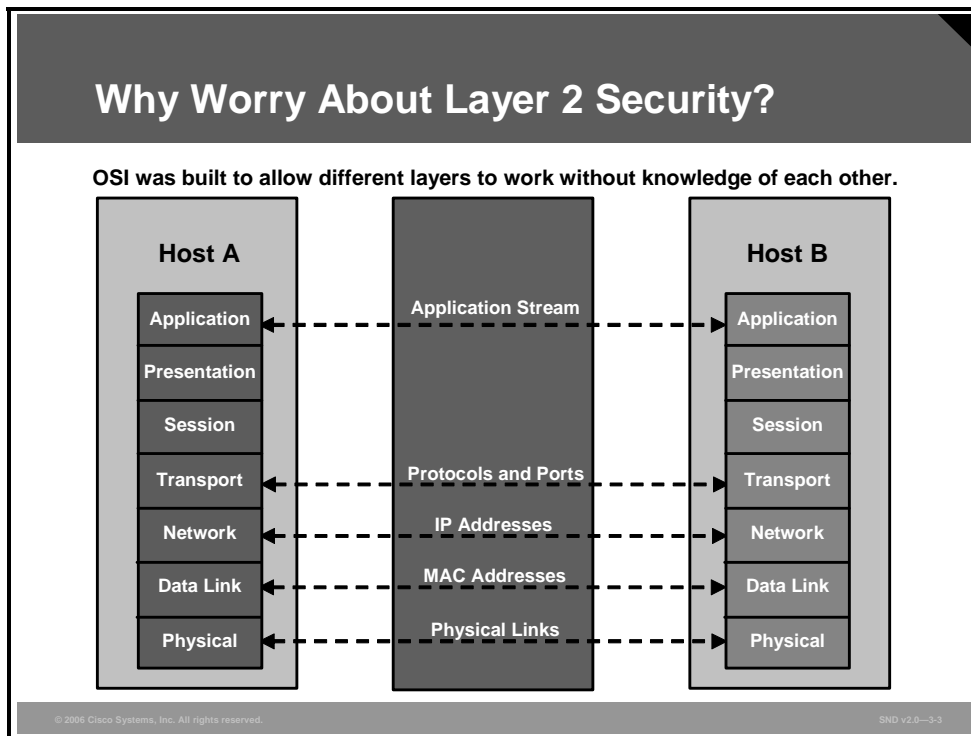 Why Worry About Layer 2 Security?
OSI was built to allow different layers to work without knowledge of each other.
Host A
Host B
Application
Application Stream
Application
Presentation
Presentation
Session
Session
Transport
Protocols and Ports
Transport
Network
IP Addresses
Network
Data Link
MAC Addresses
Data Link
Physical
Physical Links
Physical
© 2006 Cisco Systems, Inc. All rights reserved.
SND v2.0—3-3